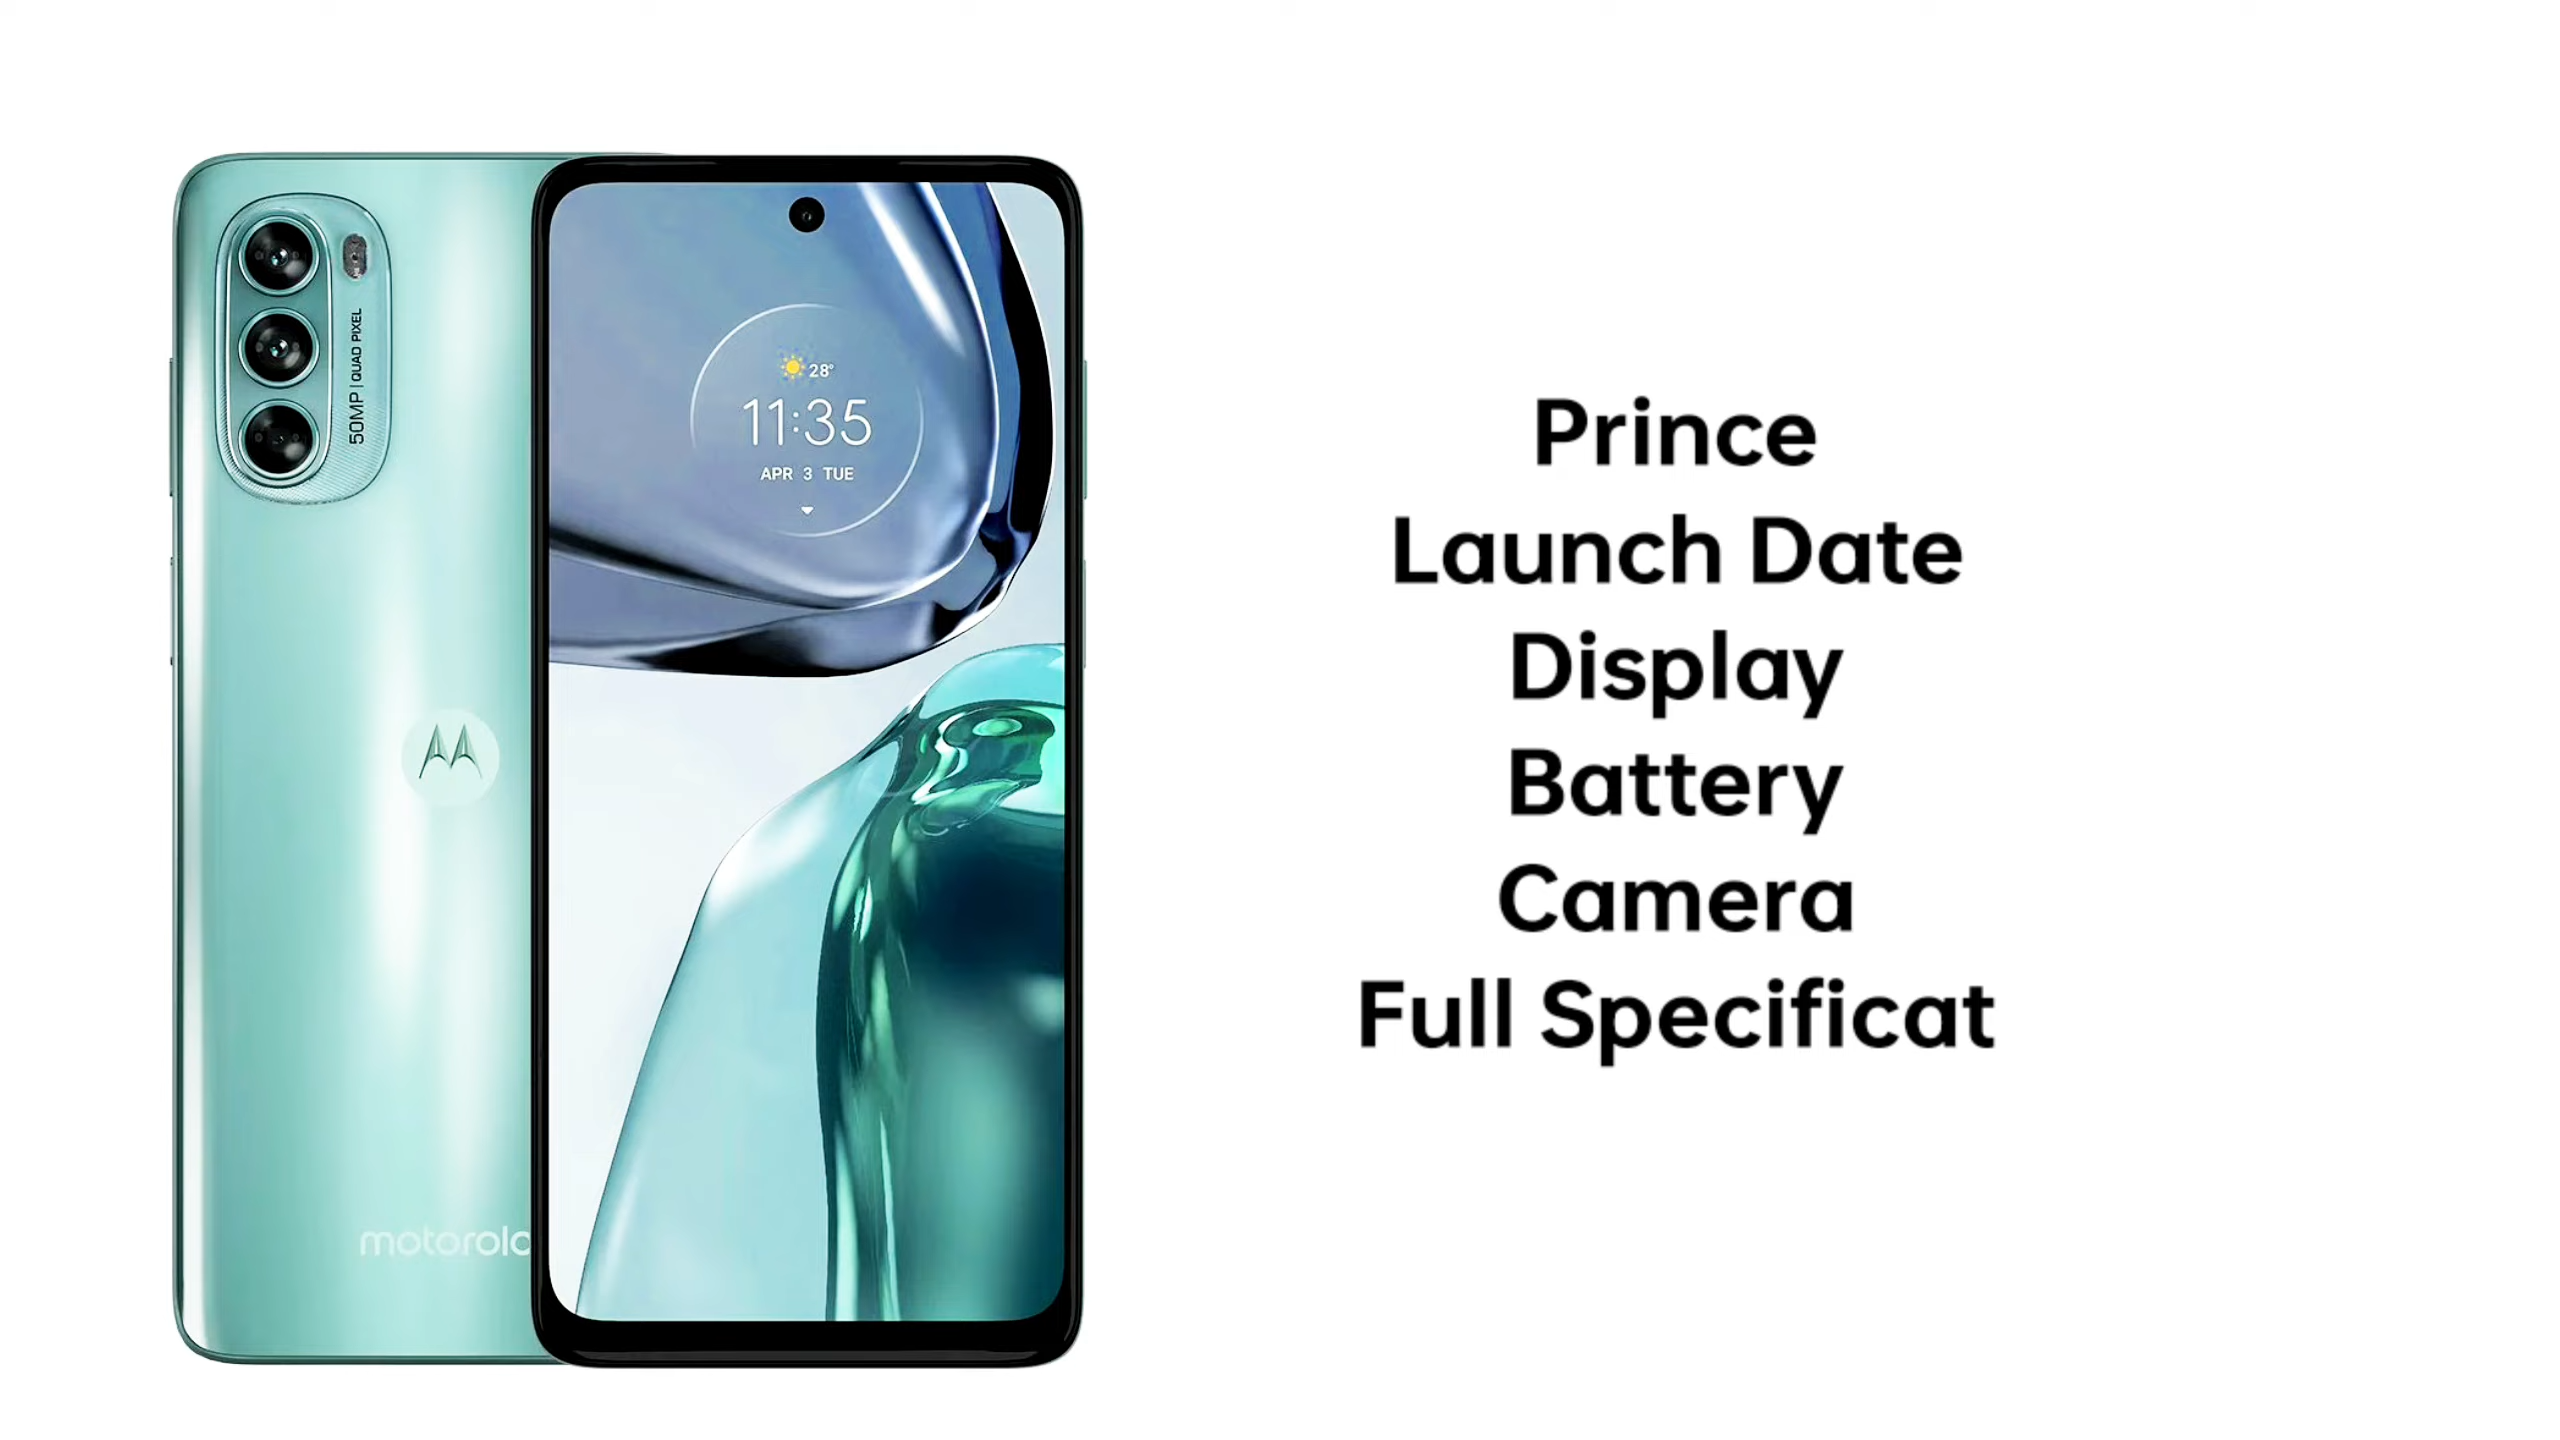 50MP | QUAD PIXEL
28°
11:35
APR 3 TUE
motorola
Prince
Launch Date
Display
Battery
Camera
Full Specificat